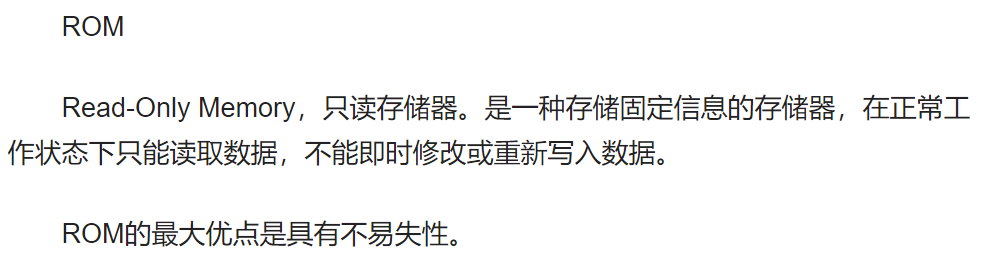 ROM
Read-Only Memory，只读存储器。是一种存储固定信息的存储器，在正常工
作状态下只能读取数据，不能即时修改或重新写入数据。
ROM的最大优点是具有不易失性。